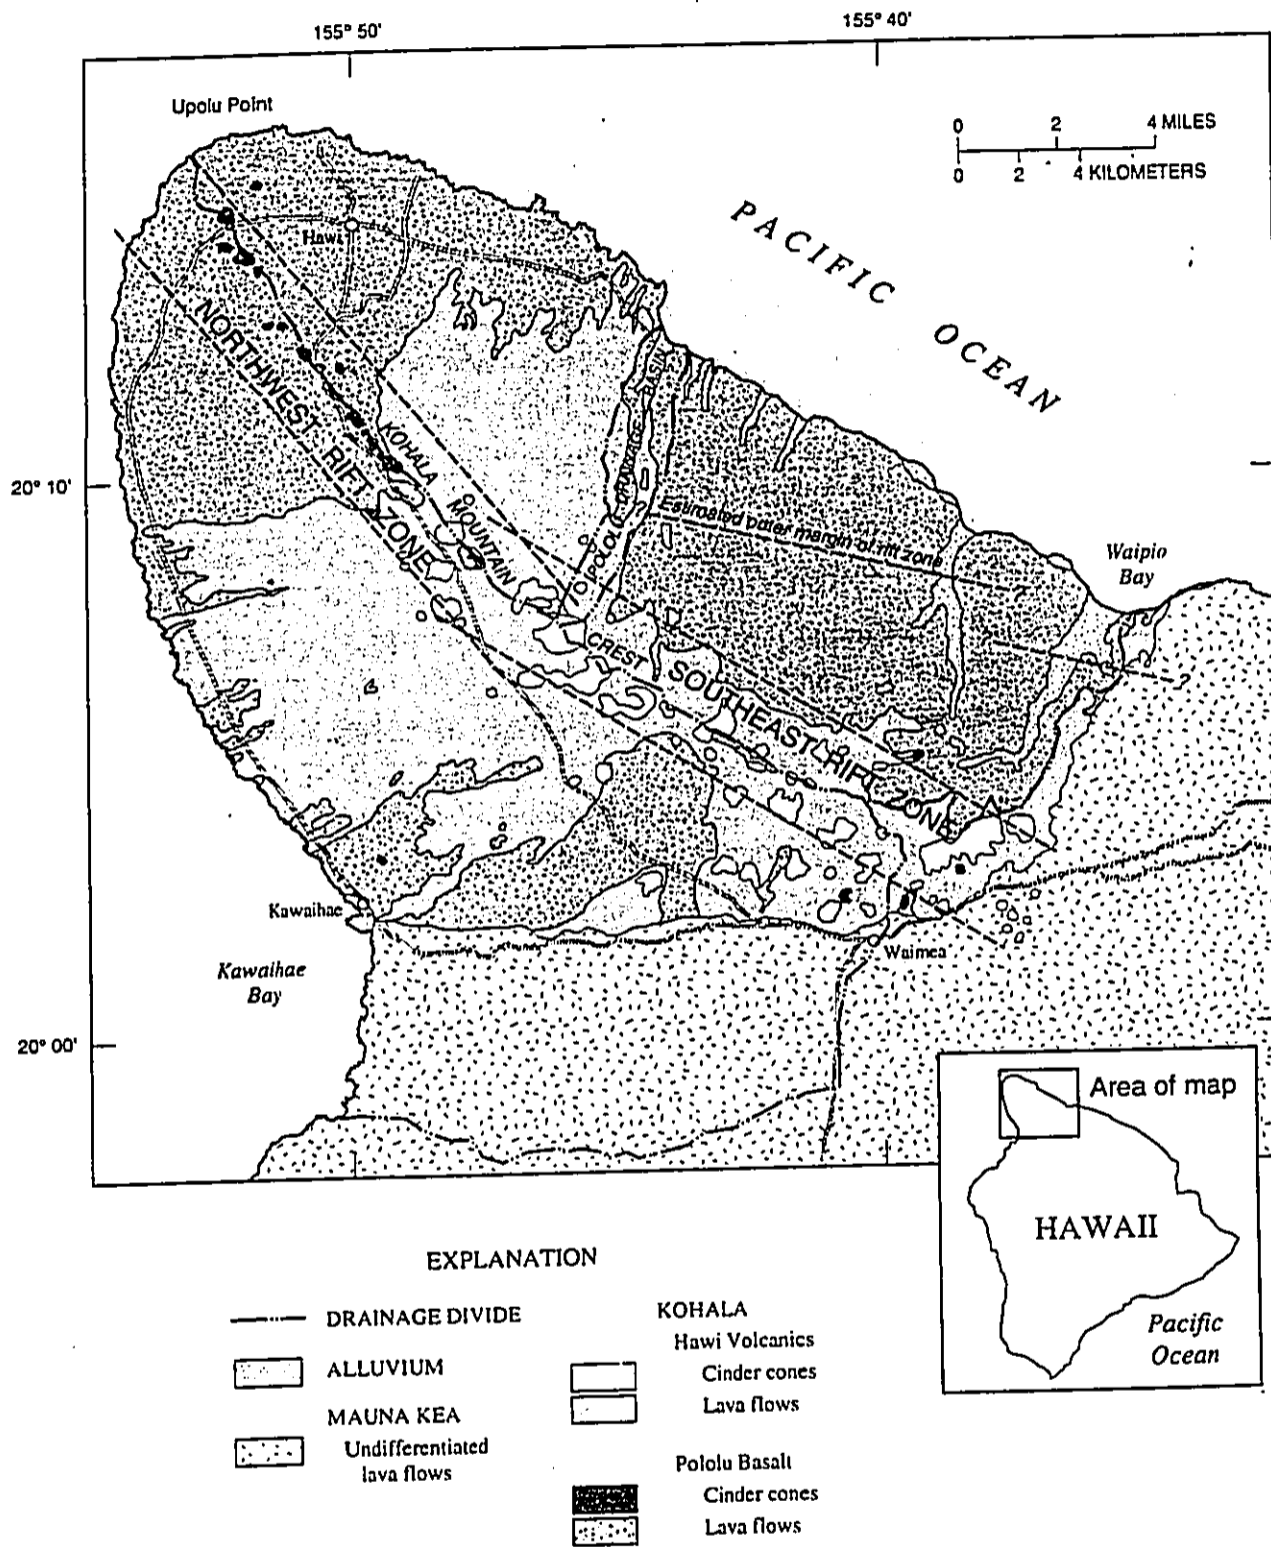 155° 50'
155° 40'
Upolu Point
0 2 4 MILES
0 2 4 KILOMETERS
PACIFIC OCEAN
Hawi
NORTHWEST RIFT ZONE
KOHALA MOUNTAIN CREST
POLOLU DRAINAGE BASIN
20° 10'
?
Estimated outer margin of rift zone
Waipio
Bay
?
SOUTHEAST RIFT ZONE
Kawaihae
Waimea
Kawaihae
Bay
20° 00'
Area of map
HAWAII
Pacific
Ocean
EXPLANATION
DRAINAGE DIVIDE
ALLUVIUM
MAUNA KEA
Undifferentiated
lava flows
KOHALA
Hawi Volcanics
Cinder cones
Lava flows
Pololu Basalt
Cinder cones
Lava flows